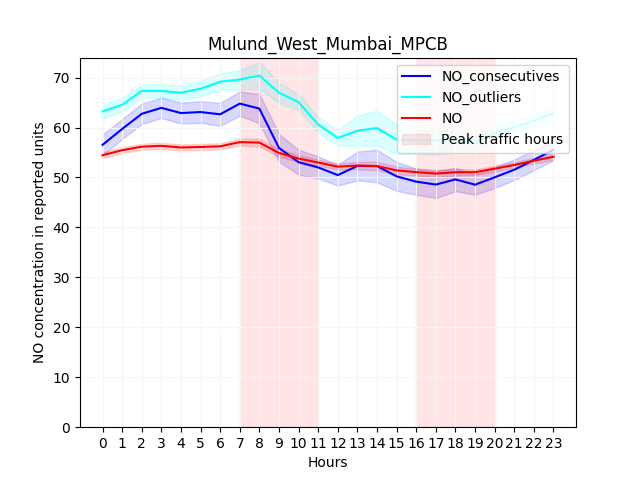 Mulund_West_Mumbai_MPCB
NO_consecutives
NO_outliers
NO
Peak traffic hours
NO concentration in reported units
70
60
50
40
30
20
10
0
0 1 2 3 4 5 6 7 8 9 10 11 12 13 14 15 16 17 18 19 20 21 22 23
Hours